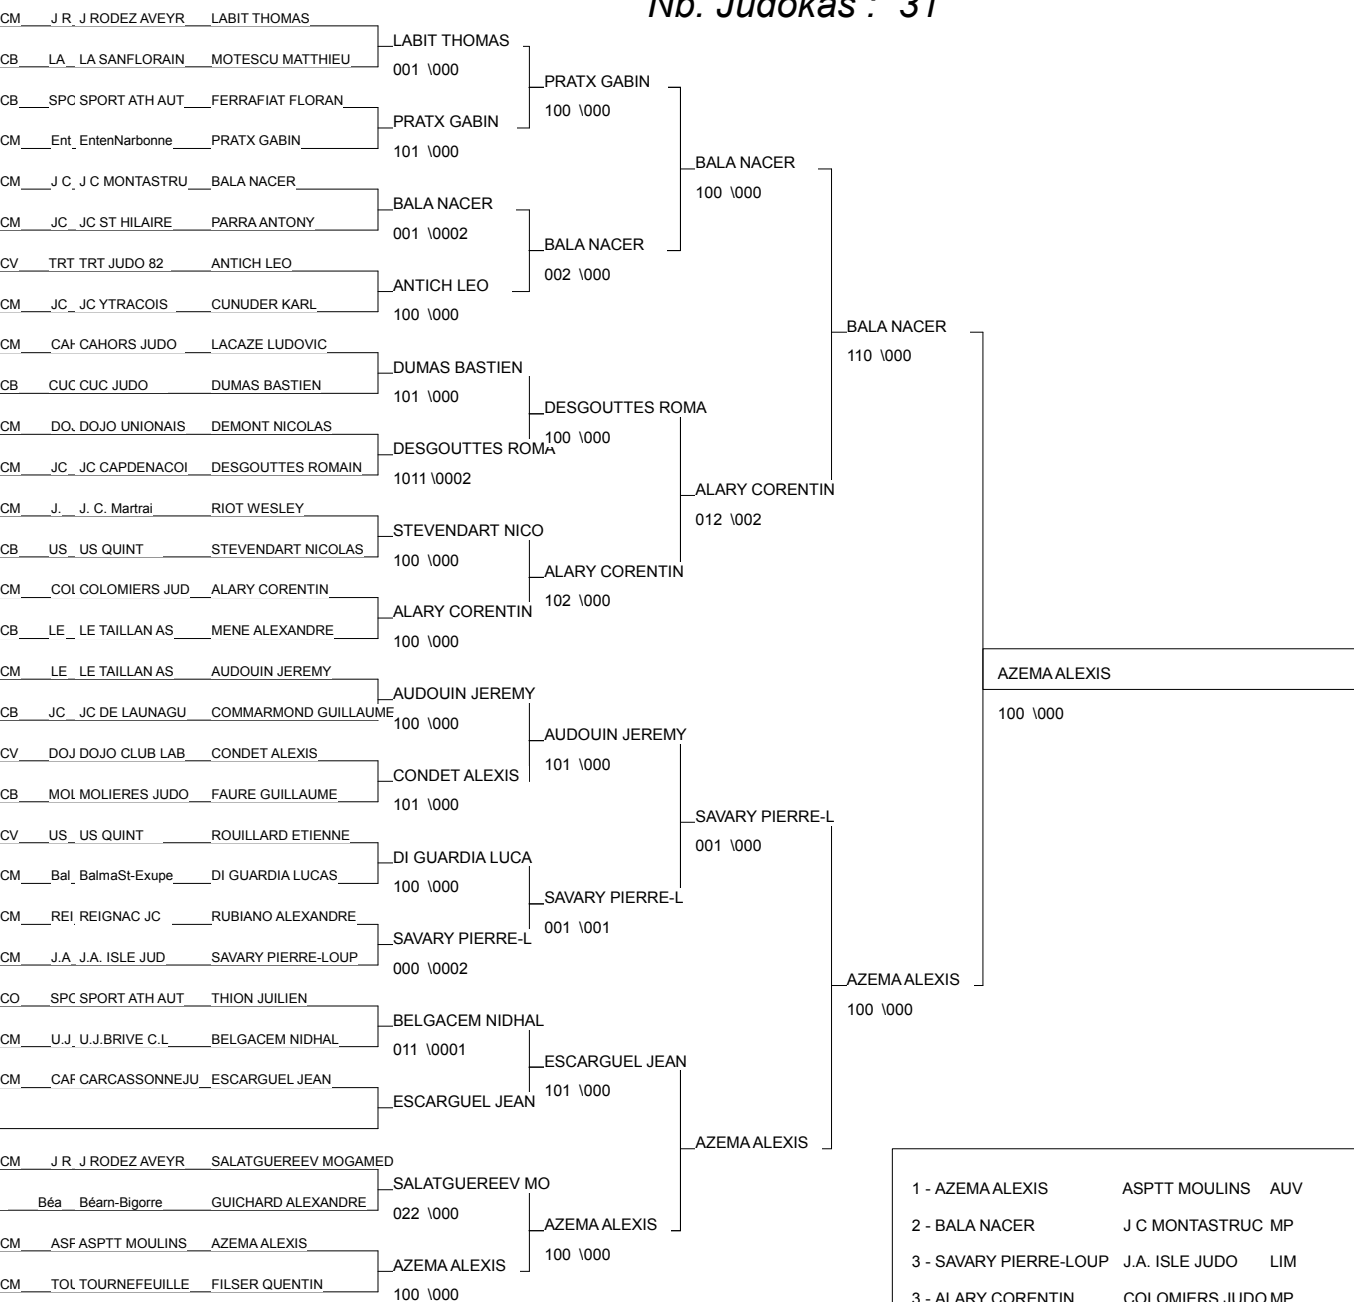 Nb. Judokas : 31
CM J R J RODEZ AVEYR LABIT THOMAS
CB LA LA SANFLORAIN MOTESCU MATTHIEU
CB SPO SPORT ATH AUT FERRAFIAT FLORAN
CM Ent EntenNarbonne PRATX GABIN
CM J C J C MONTASTRU BALA NACER
CM JC JC ST HILAIRE PARRA ANTONY
CV TRT TRT JUDO 82 ANTICH LEO
CM JC JC YTRACOIS CUNUDER KARL
CM CAH CAHORS JUDO LACAZE LUDOVIC
CB CUC CUC JUDO DUMAS BASTIEN
CM DOJ DOJO UNIONAIS DEMONT NICOLAS
CM JC JC CAPDENACOI DESGOUTTES ROMAIN
CM J. J. C. Martrai RIOT WESLEY
CB US US QUINT STEVENDART NICOLAS
CM COL COLOMIERS JUD ALARY CORENTIN
CB LE LE TAILLAN AS MENE ALEXANDRE
CM LE LE TAILLAN AS AUDOUIN JEREMY
CB JC JC DE LAUNAGU COMMARMOND GUILLAUME
CV DOJ DOJO CLUB LAB CONDET ALEXIS
CB MOL MOLIERES JUDO FAURE GUILLAUME
CV US US QUINT ROUILLARD ETIENNE
CM Bal BalmaSt-Exupe DI GUARDIA LUCAS
CM REI REIGNAC JC RUBIANO ALEXANDRE
CM J.A J.A. ISLE JUD SAVARY PIERRE-LOUP
CO SPO SPORT ATH AUT THION JUILIEN
CM U.J U.J.BRIVE C.L BELGACEM NIDHAL
CM CAR CARCASSONNEJU ESCARGUEL JEAN
CM J R J RODEZ AVEYR SALATGUEREEV MOGAMED
Béa Béarn-Bigorre GUICHARD ALEXANDRE
CM ASP ASPTT MOULINS AZEMA ALEXIS
CM TOU TOURNEFEUILLE FILSER QUENTIN
LABIT THOMAS
001 \000
PRATX GABIN
101 \000
BALA NACER
001 \0002
ANTICH LEO
100 \000
DUMAS BASTIEN
101 \000
DESGOUTTES ROMA
1011 \0002
STEVENDART NICO
100 \000
ALARY CORENTIN
100 \000
AUDOUIN JEREMY
100 \000
CONDET ALEXIS
101 \000
DI GUARDIA LUCA
100 \000
SAVARY PIERRE-L
000 \0002
BELGACEM NIDHAL
011 \0001
ESCARGUEL JEAN
SALATGUEREEV MO
022 \000
AZEMA ALEXIS
100 \000
PRATX GABIN
100 \000
BALA NACER
002 \000
DESGOUTTES ROMA
100 \000
ALARY CORENTIN
102 \000
AUDOUIN JEREMY
101 \000
SAVARY PIERRE-L
001 \001
ESCARGUEL JEAN
101 \000
AZEMA ALEXIS
100 \000
BALA NACER
100 \000
ALARY CORENTIN
012 \002
SAVARY PIERRE-L
001 \000
AZEMA ALEXIS
BALA NACER
110 \000
AZEMA ALEXIS
100 \000
AZEMA ALEXIS
100 \000
1 - AZEMA ALEXIS ASPTT MOULINS AUV
2 - BALA NACER J C MONTASTRUC MP
3 - SAVARY PIERRE-LOUP J.A. ISLE JUDO LIM
3 - ALARY CORENTIN COLOMIERS JUDO MP